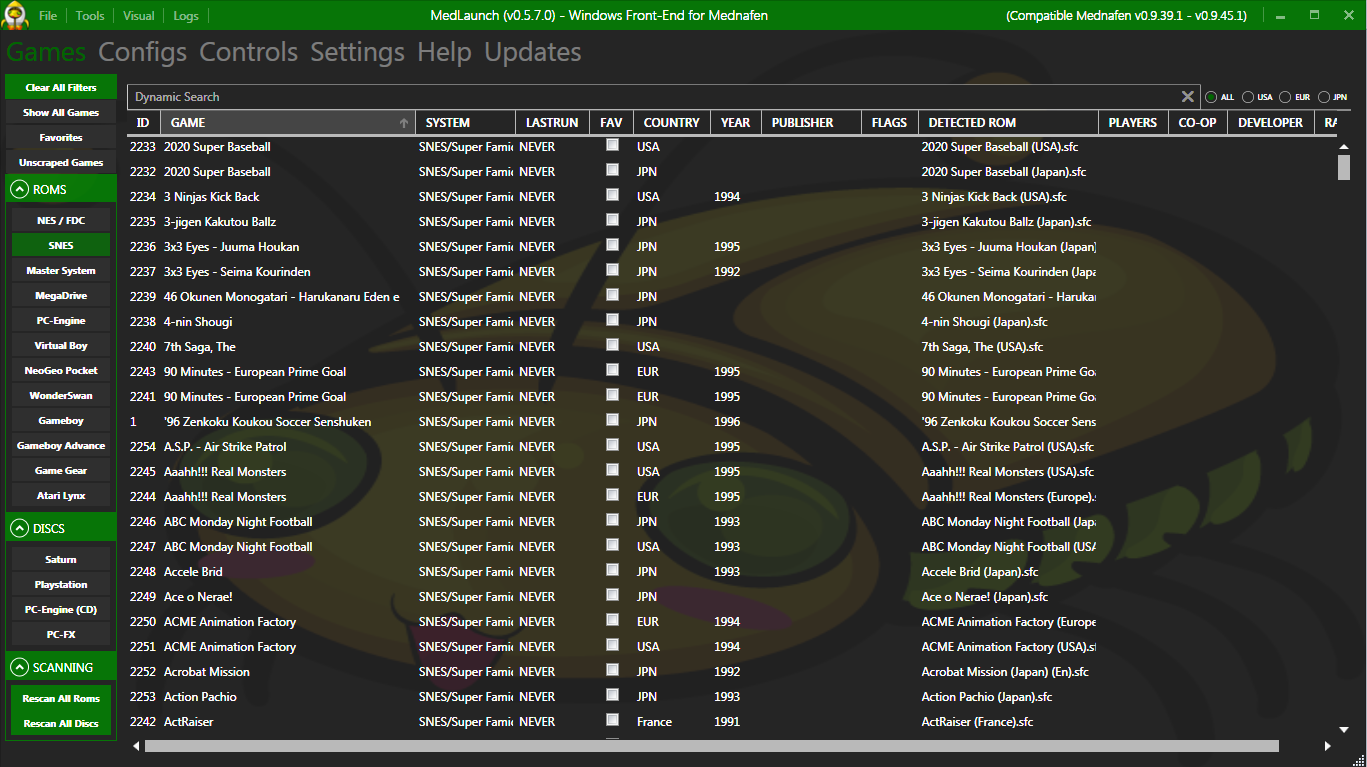 File Tools Visual Logs MedLaunch (v0.5.7.0) - Windows Front-End for Mednafen (Compatible Mednafen v0.9.39.1 - v0.9.45.1)
Games Configs Controls Settings Help Updates
Clear All Filters
Show All Games
Favorites
Unscraped Games
ROMS
NES / FDC
SNES
Master System
MegaDrive
PC-Engine
Virtual Boy
NeoGeo Pocket
WonderSwan
Gameboy
Gameboy Advance
Game Gear
Atari Lynx
DISCS
Saturn
Playstation
PC-Engine (CD)
PC-FX
SCANNING
Rescan All Roms
Rescan All Discs
Dynamic Search ALL USA EUR JPN
ID GAME SYSTEM LASTRUN FAV COUNTRY YEAR PUBLISHER FLAGS DETECTED ROM PLAYERS CO-OP DEVELOPER RA
2233 2020 Super Baseball SNES/Super Famic NEVER USA 2020 Super Baseball (USA).sfc
2232 2020 Super Baseball SNES/Super Famic NEVER JPN 2020 Super Baseball (Japan).sfc
2234 3 Ninjas Kick Back SNES/Super Famic NEVER USA 1994 3 Ninjas Kick Back (USA).sfc
2235 3-jigen Kakutou Ballz SNES/Super Famic NEVER JPN 3-jigen Kakutou Ballz (Japan).sfc
2236 3x3 Eyes - Juuma Houkan SNES/Super Famic NEVER JPN 1995 3x3 Eyes - Juuma Houkan (Japan)
2237 3x3 Eyes - Seima Kourinden SNES/Super Famic NEVER JPN 1992 3x3 Eyes - Seima Kourinden (Japa
2239 46 Okunen Monogatari - Harukanaru Eden e SNES/Super Famic NEVER JPN 46 Okunen Monogatari - Harukar
2238 4-nin Shougi SNES/Super Famic NEVER JPN 4-nin Shougi (Japan).sfc
2240 7th Saga, The SNES/Super Famic NEVER USA 7th Saga, The (USA).sfc
2243 90 Minutes - European Prime Goal SNES/Super Famic NEVER EUR 1995 90 Minutes - European Prime Goa
2241 90 Minutes - European Prime Goal SNES/Super Famic NEVER EUR 1995 90 Minutes - European Prime Goa
1 '96 Zenkoku Koukou Soccer Senshuken SNES/Super Famic NEVER JPN 1996 '96 Zenkoku Koukou Soccer Sens
2254 A.S.P. - Air Strike Patrol SNES/Super Famic NEVER USA 1995 A.S.P. - Air Strike Patrol (USA).sfc
2245 Aaahh!!! Real Monsters SNES/Super Famic NEVER USA 1995 Aaahh!!! Real Monsters (USA).sfc
2244 Aaahh!!! Real Monsters SNES/Super Famic NEVER EUR 1995 Aaahh!!! Real Monsters (Europe).s
2246 ABC Monday Night Football SNES/Super Famic NEVER JPN 1993 ABC Monday Night Football (Japa
2247 ABC Monday Night Football SNES/Super Famic NEVER USA 1993 ABC Monday Night Football (USA
2248 Accele Brid SNES/Super Famic NEVER JPN 1993 Accele Brid (Japan).sfc
2249 Ace o Nerae! SNES/Super Famic NEVER JPN Ace o Nerae! (Japan).sfc
2250 ACME Animation Factory SNES/Super Famic NEVER EUR 1994 ACME Animation Factory (Europe
2251 ACME Animation Factory SNES/Super Famic NEVER USA 1994 ACME Animation Factory (USA).sf
2252 Acrobat Mission SNES/Super Famic NEVER JPN 1992 Acrobat Mission (Japan) (En).sfc
2253 Action Pachio SNES/Super Famic NEVER JPN 1993 Action Pachio (Japan).sfc
2242 ActRaiser SNES/Super Famic NEVER France 1991 ActRaiser (France).sfc